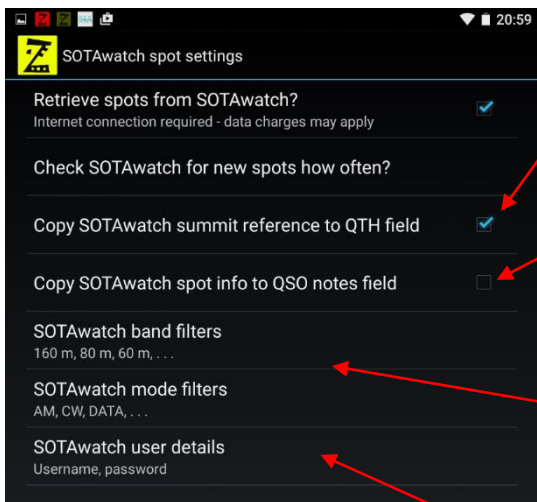 20:59
SOTAwatch spot settings
Retrieve spots from SOTAwatch?
Internet connection required - data charges may apply
Check SOTAwatch for new spots how often?
Copy SOTAwatch summit reference to QTH field
Copy SOTAwatch spot info to QSO notes field
SOTAwatch band filters
160 m, 80 m, 60 m, . . .
SOTAwatch mode filters
AM, CW, DATA, . . .
SOTAwatch user details
Username, password